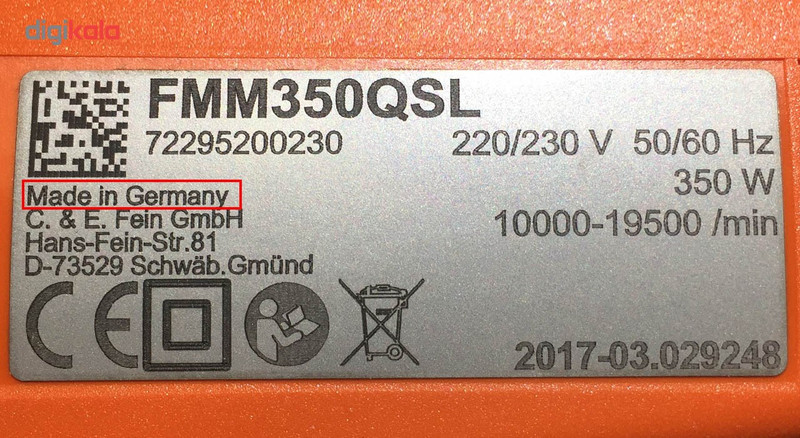 digikala
FMM350QSL
72295200230
220/230 V 50/60 Hz
Made in Germany
350 W
C. & E. Fein GmbH
10000-19500 /min
Hans-Fein-Str.81
D-73529 Schwäb.Gmünd
CE
2017-03.029248